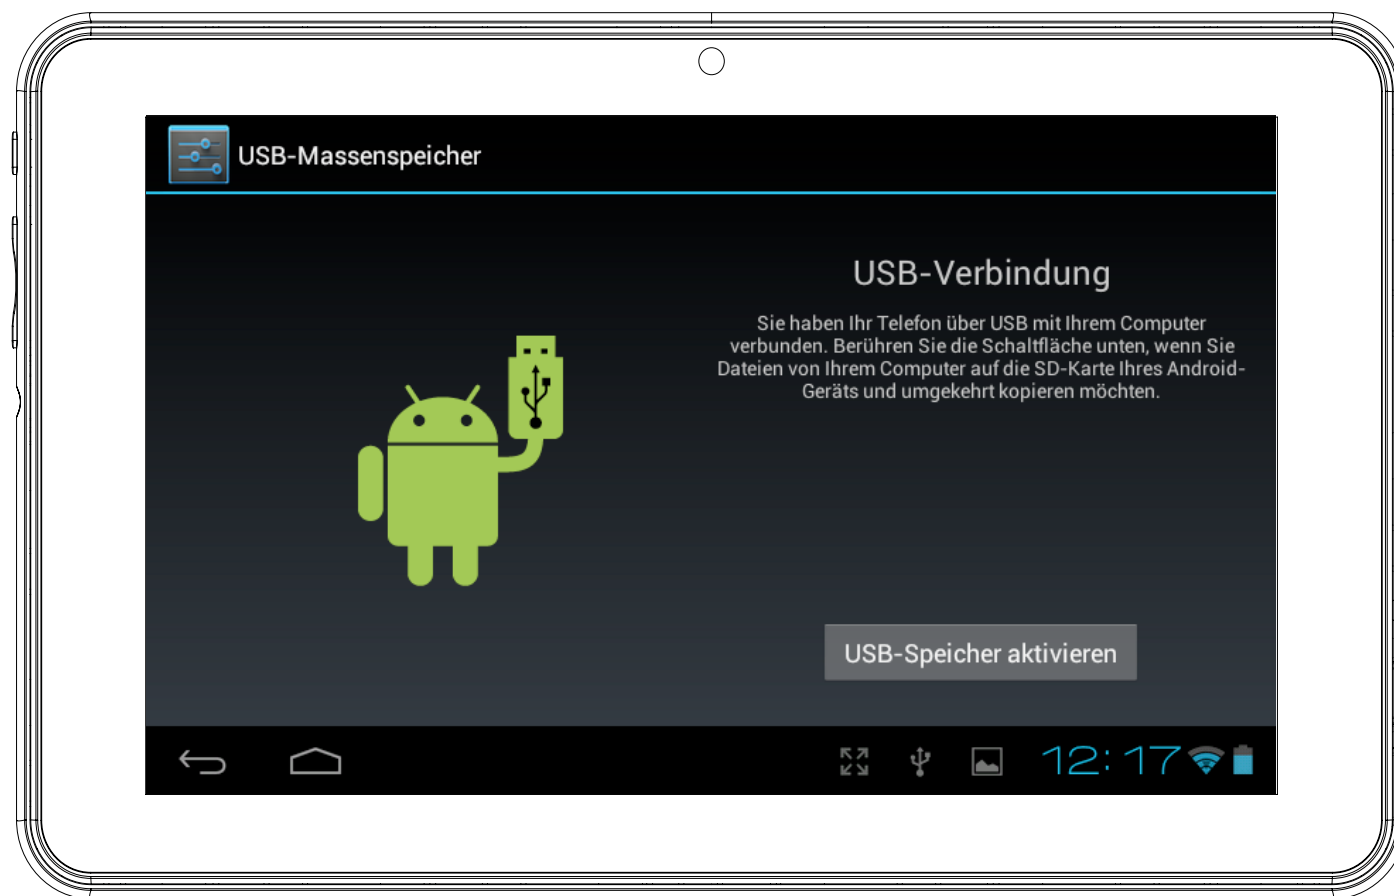 USB-Massenspeicher
USB-Verbindung
Sie haben Ihr Telefon über USB mit Ihrem Computer
verbunden. Berühren Sie die Schaltfläche unten, wenn Sie
Dateien von Ihrem Computer auf die SD-Karte Ihres Android-
Geräts und umgekehrt kopieren möchten.
USB-Speicher aktivieren
12:17